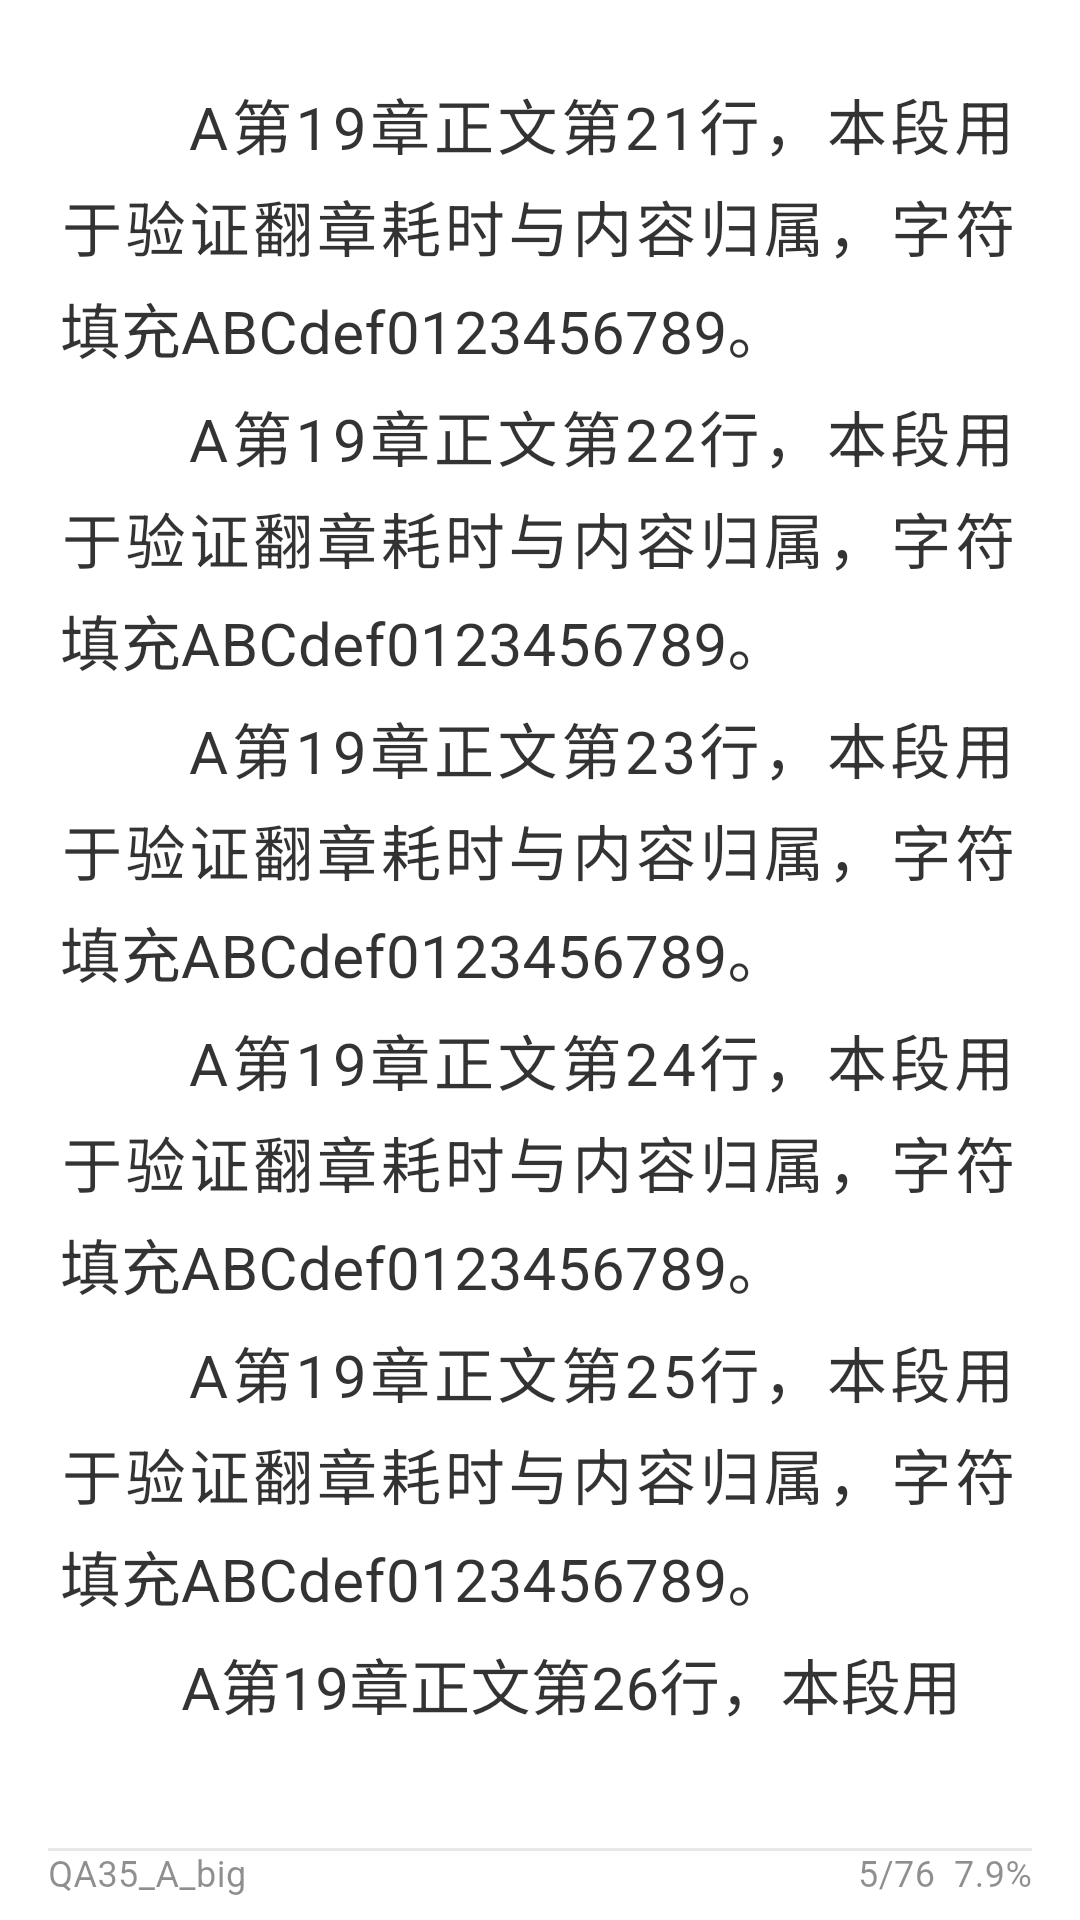 A第19章正文第21行，本段用
于验证翻章耗时与内容归属，字符
填充ABCdef0123456789。
A第19章正文第22行，本段用
于验证翻章耗时与内容归属，字符
填充ABCdef0123456789。
A第19章正文第23行，本段用
于验证翻章耗时与内容归属，字符
填充ABCdef0123456789。
A第19章正文第24行，本段用
于验证翻章耗时与内容归属，字符
填充ABCdef0123456789。
A第19章正文第25行，本段用
于验证翻章耗时与内容归属，字符
填充ABCdef0123456789。
A第19章正文第26行，本段用
QA35_A_big 5/76 7.9%